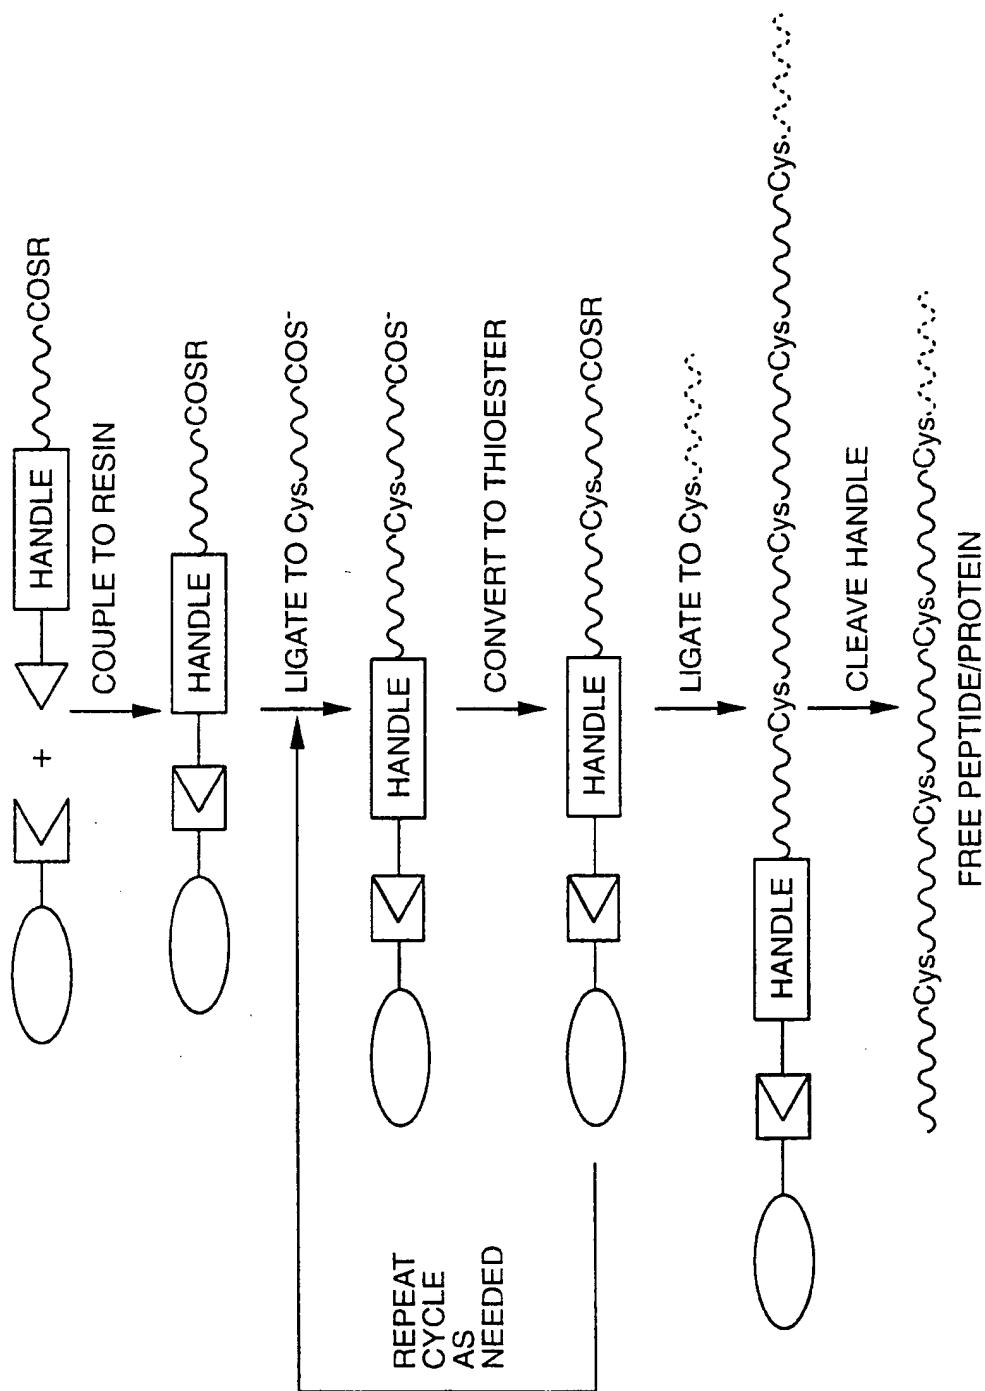 + HANDLE COSR
COUPLE TO RESIN
HANDLE COSR
LIGATE TO Cys COS⁻
HANDLE Cys COS⁻
CONVERT TO THIOESTER
HANDLE Cys COSR
REPEAT
CYCLE
AS
NEEDED
LIGATE TO Cys
HANDLE Cys Cys Cys Cys
CLEAVE HANDLE
Cys Cys Cys Cys
FREE PEPTIDE/PROTEIN